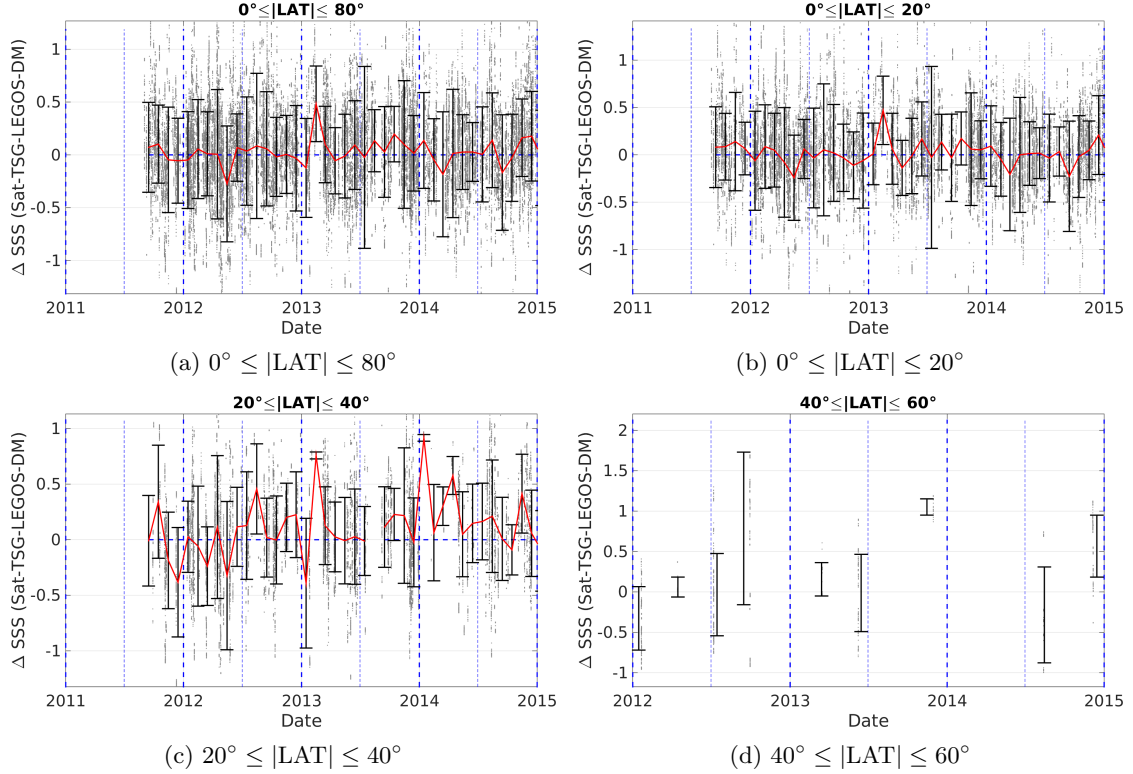 0°≤|LAT|≤ 80°
Δ SSS (Sat-TSG-LEGOS-DM)
1
0.5
0
-0.5
-1
2011 2012 2013 2014 2015
Date
(a) 0° ≤ |LAT| ≤ 80°
0°≤|LAT|≤ 20°
Δ SSS (Sat-TSG-LEGOS-DM)
1
0.5
0
-0.5
-1
2011 2012 2013 2014 2015
Date
(b) 0° ≤ |LAT| ≤ 20°
20°≤|LAT|≤ 40°
Δ SSS (Sat-TSG-LEGOS-DM)
1
0.5
0
-0.5
-1
2011 2012 2013 2014 2015
Date
(c) 20° ≤ |LAT| ≤ 40°
40°≤|LAT|≤ 60°
Δ SSS (Sat-TSG-LEGOS-DM)
2
1.5
1
0.5
0
-0.5
-1
2012 2013 2014 2015
Date
(d) 40° ≤ |LAT| ≤ 60°